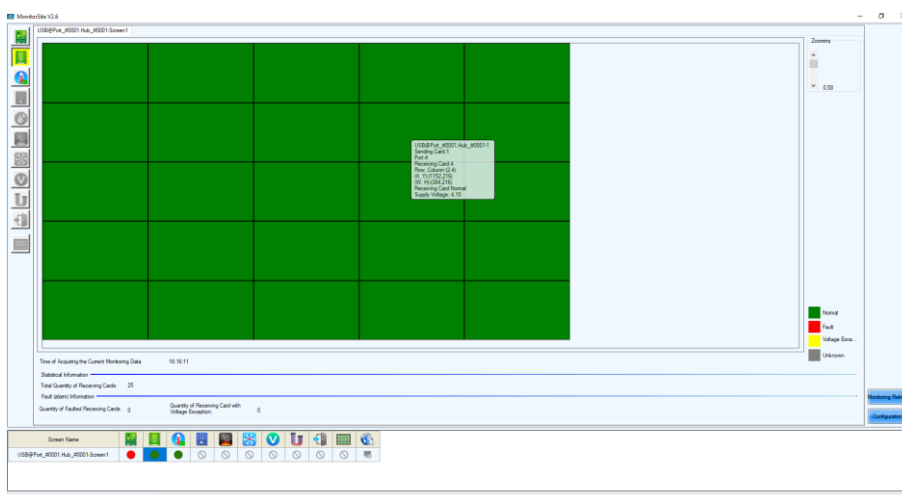 MonitorSite V2.6
USB@Port_#0001.Hub_#0001-Screen1
Zooming
0.58
USB@Port_#0001.Hub_#0001-1
Sending Card:1
Port:4
Receiving Card:4
Row, Column:(2,4)
(X, Y):(1152,216)
(W, H):(384,216)
Receiving Card:Normal
Supply Voltage: 4.10
Normal
Fault
Voltage Exce...
Unknown
Time of Acquiring the Current Monitoring Data: 16:16:11
Statistical Information
Total Quantity of Receiving Cards: 25
Fault (alarm) Information
Quantity of Faulted Receiving Cards: 0
Quantity of Receiving Card with
Voltage Exception: 0
Monitoring Refre
Configuration
Screen Name
USB@Port_#0001.Hub_#0001-Screen1